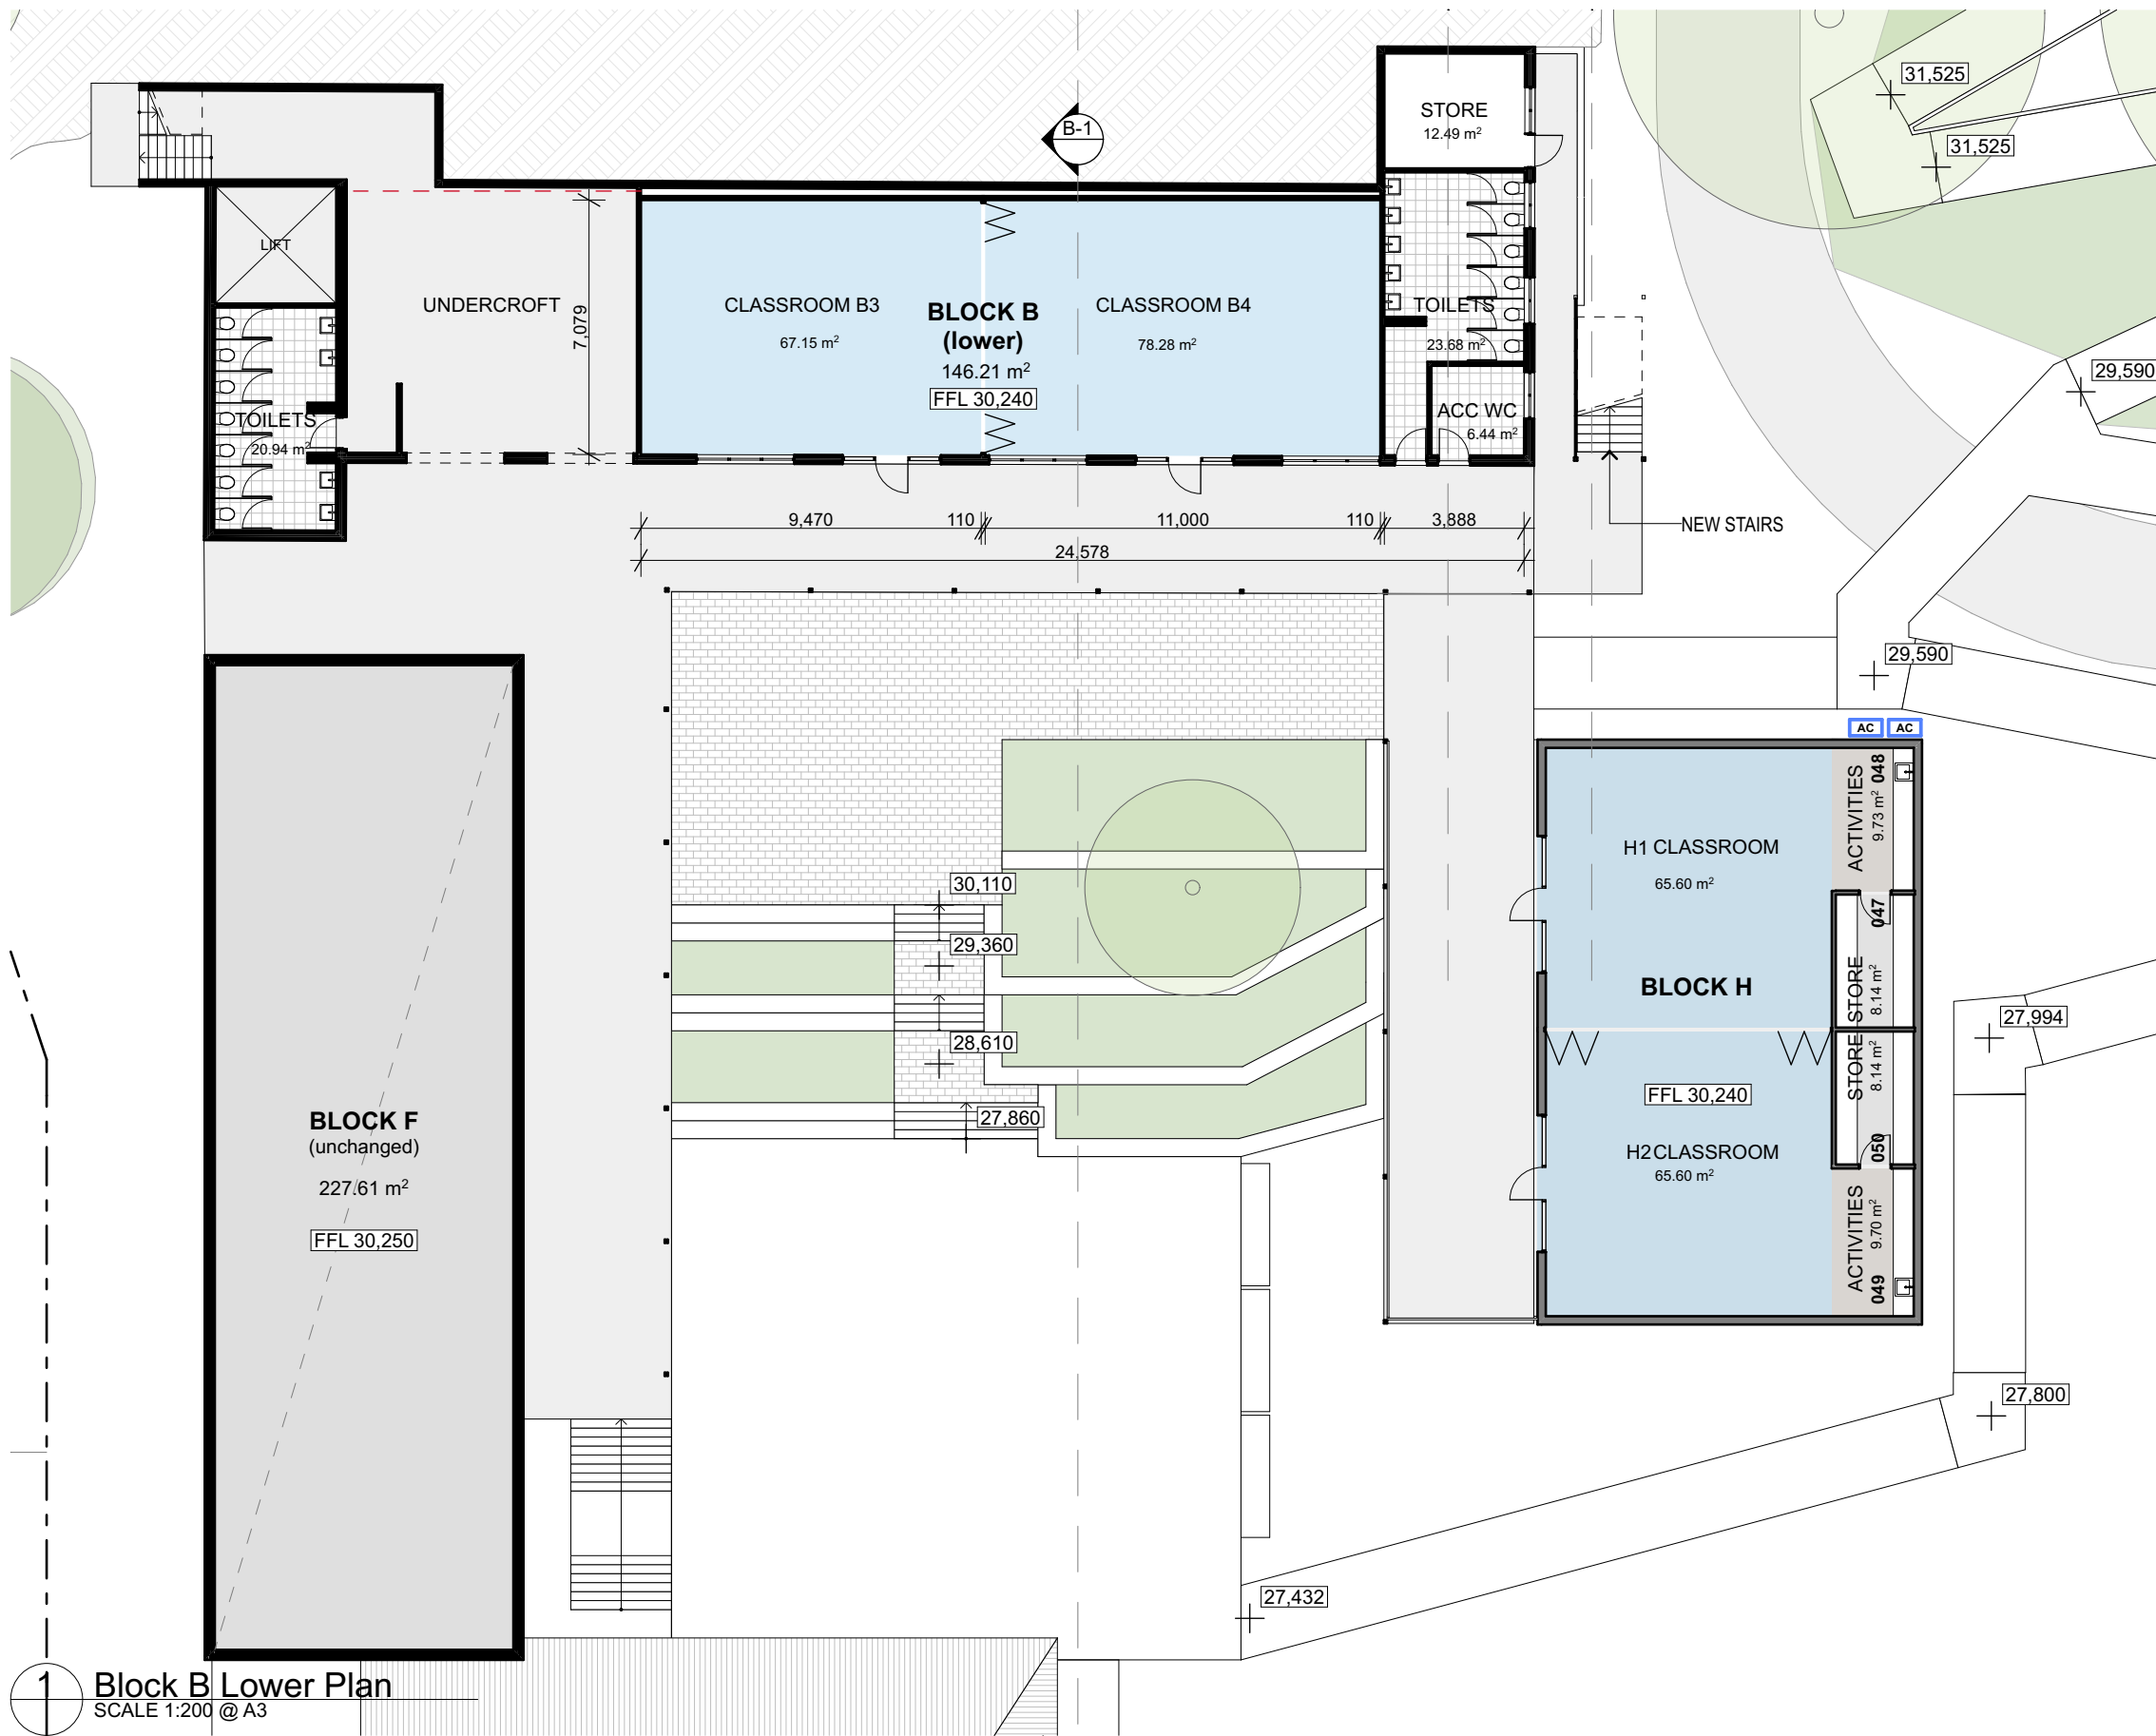 31,525
31,525
STORE
12.49 m²
B-1
LIFT
UNDERCROFT
7,079
CLASSROOM B3
67.15 m²
BLOCK B
(lower)
146.21 m²
FFL 30,240
CLASSROOM B4
78.28 m²
TOILETS
23.68 m²
ACC WC
6.44 m²
TOILETS
20.94 m²
29,590
9,470
110
11,000
110
3,888
24,578
NEW STAIRS
29,590
AC
AC
ACTIVITIES 048
9.73 m²
H1 CLASSROOM
65.60 m²
047
STORE
8.14 m²
BLOCK H
STORE
8.14 m²
050
FFL 30,240
H2 CLASSROOM
65.60 m²
ACTIVITIES
9.70 m²
049
30,110
29,360
28,610
27,860
27,994
27,800
27,432
BLOCK F
(unchanged)
227.61 m²
FFL 30,250
1
Block B Lower Plan
SCALE 1:200 @ A3